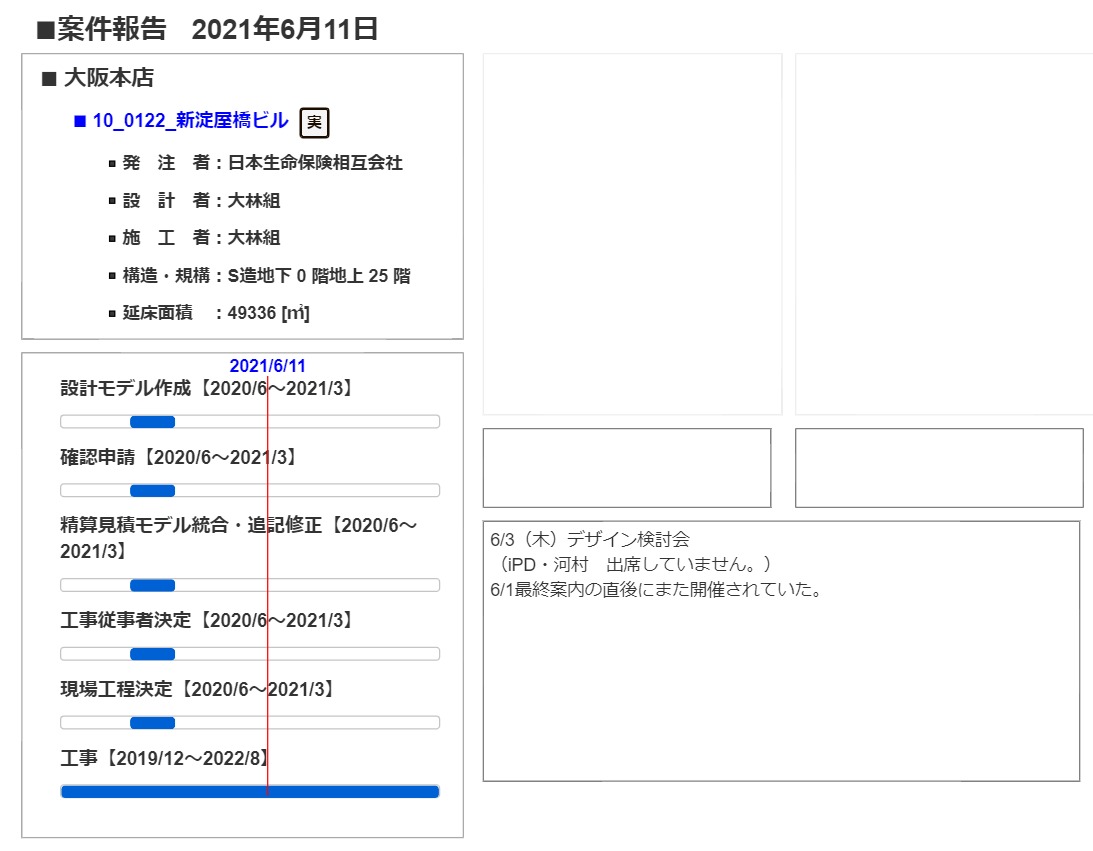 ■案件報告 2021年6月11日
■ 大阪本店
■ 10_0122_新淀屋橋ビル 実
▪ 発　注　者：日本生命保険相互会社
▪ 設　計　者：大林組
▪ 施　工　者：大林組
▪ 構造・規構：S造地下 0 階地上 25 階
▪ 延床面積　：49336 [㎡]
2021/6/11
設計モデル作成【2020/6～2021/3】
確認申請【2020/6～2021/3】
精算見積モデル統合・追記修正【2020/6～
2021/3】
工事従事者決定【2020/6～2021/3】
現場工程決定【2020/6～2021/3】
工事【2019/12～2022/8】
6/3（木）デザイン検討会
（iPD・河村　出席していません。）
6/1最終案内の直後にまた開催されていた。